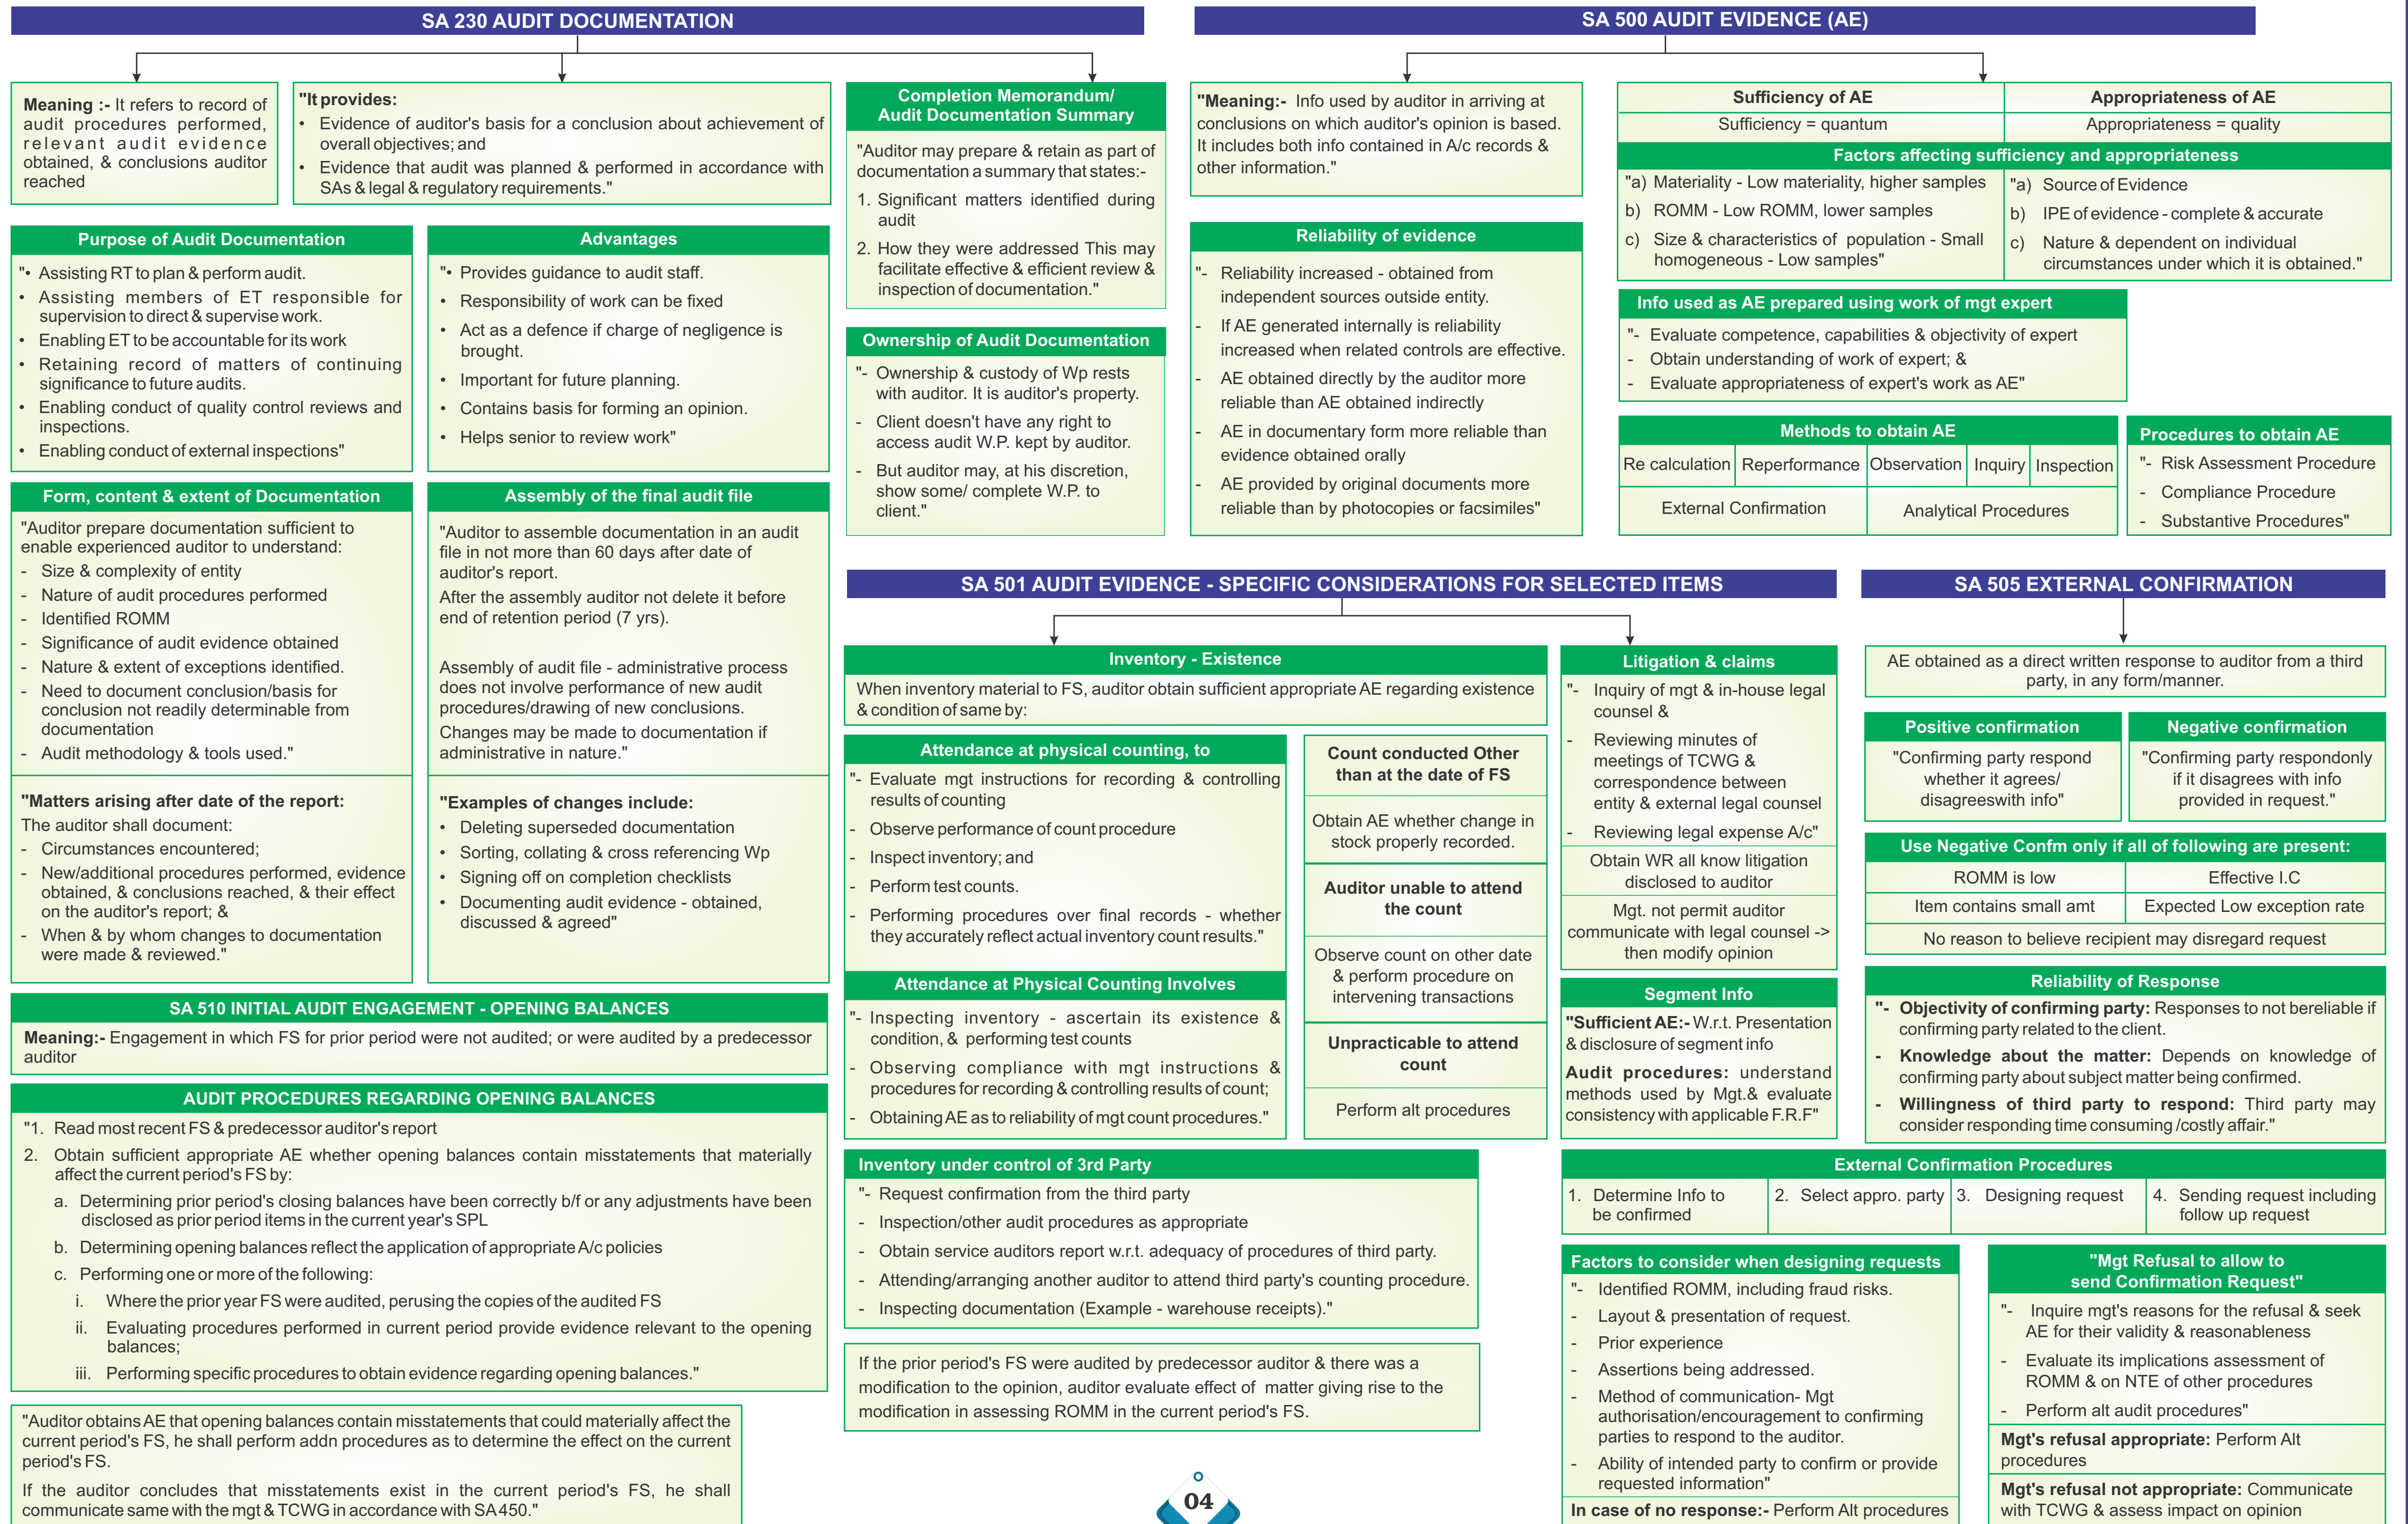 SA 230 AUDIT DOCUMENTATION
Meaning :- It refers to record of
audit procedures performed,
relevant audit evidence
obtained, & conclusions auditor
reached
"It provides:
• Evidence of auditor's basis for a conclusion about achievement of
overall objectives; and
• Evidence that audit was planned & performed in accordance with
SAs & legal & regulatory requirements."
Purpose of Audit Documentation
"• Assisting RT to plan & perform audit.
• Assisting members of ET responsible for
supervision to direct & supervise work.
• Enabling ET to be accountable for its work
• Retaining record of matters of continuing
significance to future audits.
• Enabling conduct of quality control reviews and
inspections.
• Enabling conduct of external inspections"
Advantages
"• Provides guidance to audit staff.
• Responsibility of work can be fixed
• Act as a defence if charge of negligence is
brought.
• Important for future planning.
• Contains basis for forming an opinion.
• Helps senior to review work"
Completion Memorandum/
Audit Documentation Summary
"Auditor may prepare & retain as part of
documentation a summary that states:-
1. Significant matters identified during
audit
2. How they were addressed This may
facilitate effective & efficient review &
inspection of documentation."
Ownership of Audit Documentation
"- Ownership & custody of Wp rests
with auditor. It is auditor's property.
- Client doesn't have any right to
access audit W.P. kept by auditor.
- But auditor may, at his discretion,
show some/ complete W.P. to
client."
Form, content & extent of Documentation
"Auditor prepare documentation sufficient to
enable experienced auditor to understand:
- Size & complexity of entity
- Nature of audit procedures performed
- Identified ROMM
- Significance of audit evidence obtained
- Nature & extent of exceptions identified.
- Need to document conclusion/basis for
conclusion not readily determinable from
documentation
- Audit methodology & tools used."
"Matters arising after date of the report:
The auditor shall document:
- Circumstances encountered;
- New/additional procedures performed, evidence
obtained, & conclusions reached, & their effect
on the auditor's report; &
- When & by whom changes to documentation
were made & reviewed."
Assembly of the final audit file
"Auditor to assemble documentation in an audit
file in not more than 60 days after date of
auditor's report.
After the assembly auditor not delete it before
end of retention period (7 yrs).
Assembly of audit file - administrative process
does not involve performance of new audit
procedures/drawing of new conclusions.
Changes may be made to documentation if
administrative in nature."
"Examples of changes include:
• Deleting superseded documentation
• Sorting, collating & cross referencing Wp
• Signing off on completion checklists
• Documenting audit evidence - obtained,
discussed & agreed"
SA 510 INITIAL AUDIT ENGAGEMENT - OPENING BALANCES
Meaning:- Engagement in which FS for prior period were not audited; or were audited by a predecessor
auditor
AUDIT PROCEDURES REGARDING OPENING BALANCES
"1. Read most recent FS & predecessor auditor's report
2. Obtain sufficient appropriate AE whether opening balances contain misstatements that materially
affect the current period's FS by:
a. Determining prior period's closing balances have been correctly b/f or any adjustments have been
disclosed as prior period items in the current year's SPL
b. Determining opening balances reflect the application of appropriate A/c policies
c. Performing one or more of the following:
i. Where the prior year FS were audited, perusing the copies of the audited FS
ii. Evaluating procedures performed in current period provide evidence relevant to the opening
balances;
iii. Performing specific procedures to obtain evidence regarding opening balances."
"Auditor obtains AE that opening balances contain misstatements that could materially affect the
current period's FS, he shall perform addn procedures as to determine the effect on the current
period's FS.
If the auditor concludes that misstatements exist in the current period's FS, he shall
communicate same with the mgt & TCWG in accordance with SA 450."
SA 500 AUDIT EVIDENCE (AE)
"Meaning:- Info used by auditor in arriving at
conclusions on which auditor's opinion is based.
It includes both info contained in A/c records &
other information."
Reliability of evidence
"- Reliability increased - obtained from
independent sources outside entity.
- If AE generated internally is reliability
increased when related controls are effective.
- AE obtained directly by the auditor more
reliable than AE obtained indirectly
- AE in documentary form more reliable than
evidence obtained orally
- AE provided by original documents more
reliable than by photocopies or facsimiles"
Sufficiency of AE
Appropriateness of AE
Sufficiency = quantum
Appropriateness = quality
Factors affecting sufficiency and appropriateness
"a) Materiality - Low materiality, higher samples
b) ROMM - Low ROMM, lower samples
c) Size & characteristics of population - Small
homogeneous - Low samples"
"a) Source of Evidence
b) IPE of evidence - complete & accurate
c) Nature & dependent on individual
circumstances under which it is obtained."
Info used as AE prepared using work of mgt expert
"- Evaluate competence, capabilities & objectivity of expert
- Obtain understanding of work of expert; &
- Evaluate appropriateness of expert's work as AE"
Methods to obtain AE
Re calculation
Reperformance
Observation
Inquiry
Inspection
External Confirmation
Analytical Procedures
Procedures to obtain AE
"- Risk Assessment Procedure
- Compliance Procedure
- Substantive Procedures"
SA 501 AUDIT EVIDENCE - SPECIFIC CONSIDERATIONS FOR SELECTED ITEMS
Inventory - Existence
When inventory material to FS, auditor obtain sufficient appropriate AE regarding existence
& condition of same by:
Attendance at physical counting, to
"- Evaluate mgt instructions for recording & controlling
results of counting
- Observe performance of count procedure
- Inspect inventory; and
- Perform test counts.
- Performing procedures over final records - whether
they accurately reflect actual inventory count results."
Attendance at Physical Counting Involves
"- Inspecting inventory - ascertain its existence &
condition, & performing test counts
- Observing compliance with mgt instructions &
procedures for recording & controlling results of count;
- Obtaining AE as to reliability of mgt count procedures."
Count conducted Other
than at the date of FS
Obtain AE whether change in
stock properly recorded.
Auditor unable to attend
the count
Observe count on other date
& perform procedure on
intervening transactions
Unpracticable to attend
count
Perform alt procedures
Litigation & claims
"- Inquiry of mgt & in-house legal
counsel &
- Reviewing minutes of
meetings of TCWG &
correspondence between
entity & external legal counsel
- Reviewing legal expense A/c"
Obtain WR all know litigation
disclosed to auditor
Mgt. not permit auditor
communicate with legal counsel ->
then modify opinion
Segment Info
"Sufficient AE:- W.r.t. Presentation
& disclosure of segment info
Audit procedures: understand
methods used by Mgt.& evaluate
consistency with applicable F.R.F"
Inventory under control of 3rd Party
"- Request confirmation from the third party
- Inspection/other audit procedures as appropriate
- Obtain service auditors report w.r.t. adequacy of procedures of third party.
- Attending/arranging another auditor to attend third party's counting procedure.
- Inspecting documentation (Example - warehouse receipts)."
If the prior period's FS were audited by predecessor auditor & there was a
modification to the opinion, auditor evaluate effect of matter giving rise to the
modification in assessing ROMM in the current period's FS.
SA 505 EXTERNAL CONFIRMATION
AE obtained as a direct written response to auditor from a third
party, in any form/manner.
Positive confirmation
"Confirming party respond
whether it agrees/
disagreeswith info"
Negative confirmation
"Confirming party respondonly
if it disagrees with info
provided in request."
Use Negative Confm only if all of following are present:
ROMM is low
Effective I.C
Item contains small amt
Expected Low exception rate
No reason to believe recipient may disregard request
Reliability of Response
"- Objectivity of confirming party: Responses to not bereliable if
confirming party related to the client.
- Knowledge about the matter: Depends on knowledge of
confirming party about subject matter being confirmed.
- Willingness of third party to respond: Third party may
consider responding time consuming /costly affair."
External Confirmation Procedures
1. Determine Info to
be confirmed
2. Select appro. party
3. Designing request
4. Sending request including
follow up request
Factors to consider when designing requests
"- Identified ROMM, including fraud risks.
- Layout & presentation of request.
- Prior experience
- Assertions being addressed.
- Method of communication- Mgt
authorisation/encouragement to confirming
parties to respond to the auditor.
- Ability of intended party to confirm or provide
requested information"
In case of no response:- Perform Alt procedures
"Mgt Refusal to allow to
send Confirmation Request"
"- Inquire mgt's reasons for the refusal & seek
AE for their validity & reasonableness
- Evaluate its implications assessment of
ROMM & on NTE of other procedures
- Perform alt audit procedures"
Mgt's refusal appropriate: Perform Alt
procedures
Mgt's refusal not appropriate: Communicate
with TCWG & assess impact on opinion
04